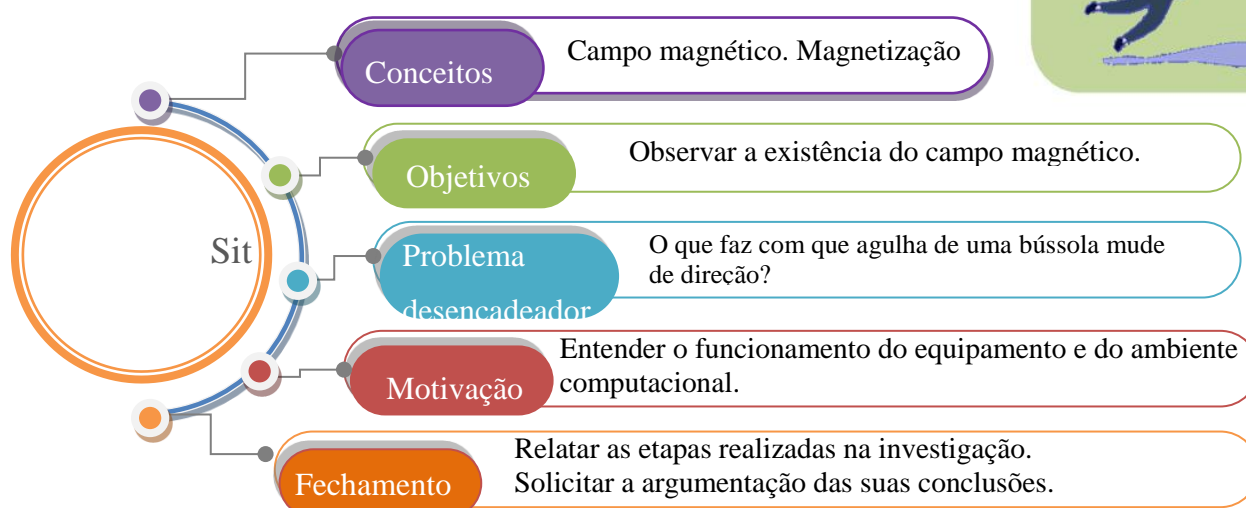 Conceitos
Campo magnético. Magnetização
Objetivos
Observar a existência do campo magnético.
Sit
Problema
desencadeador
O que faz com que agulha de uma bússola mude
de direção?
Motivação
Entender o funcionamento do equipamento e do ambiente
computacional.
Fechamento
Relatar as etapas realizadas na investigação.
Solicitar a argumentação das suas conclusões.